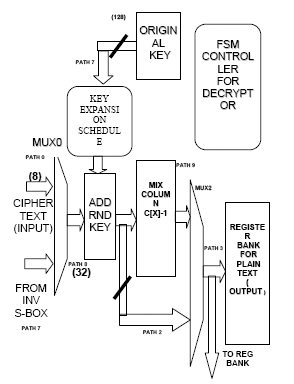 (128)
ORIGIN
AL KEY
PATH 7
FSM CONTROL
LER
FOR
DECRYPT
OR
KEY
EXPANSI
ON
SCHEDUL
E
MUX0
PATH 0
(8)
CIPHER
TEXT
(INPUT)
ADD
RND
KEY
MIX
COLUM
N
C[X]-1
PATH 9
MUX2
REGISTE
R
BANK
FOR
PLAIN
TEXT
(
OUTPUT)
PATH 3
PATH 8
(32)
FROM
INV
S-BOX
PATH 7
PATH 2
TO REG
BANK